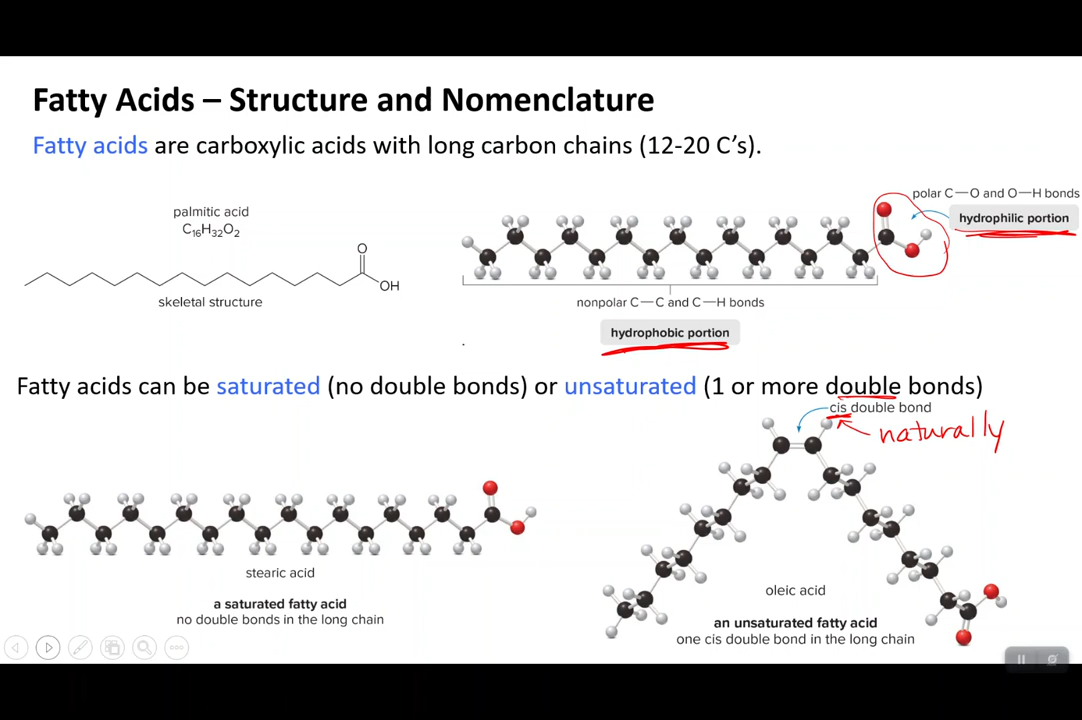 Fatty Acids – Structure and Nomenclature
Fatty acids are carboxylic acids with long carbon chains (12-20 C's).
palmitic acid
C₁₆H₃₂O₂
O
OH
skeletal structure
polar C—O and O—H bonds
hydrophilic portion
nonpolar C—C and C—H bonds
hydrophobic portion
Fatty acids can be saturated (no double bonds) or unsaturated (1 or more double bonds)
cis double bond
naturally
stearic acid
a saturated fatty acid
no double bonds in the long chain
oleic acid
an unsaturated fatty acid
one cis double bond in the long chain